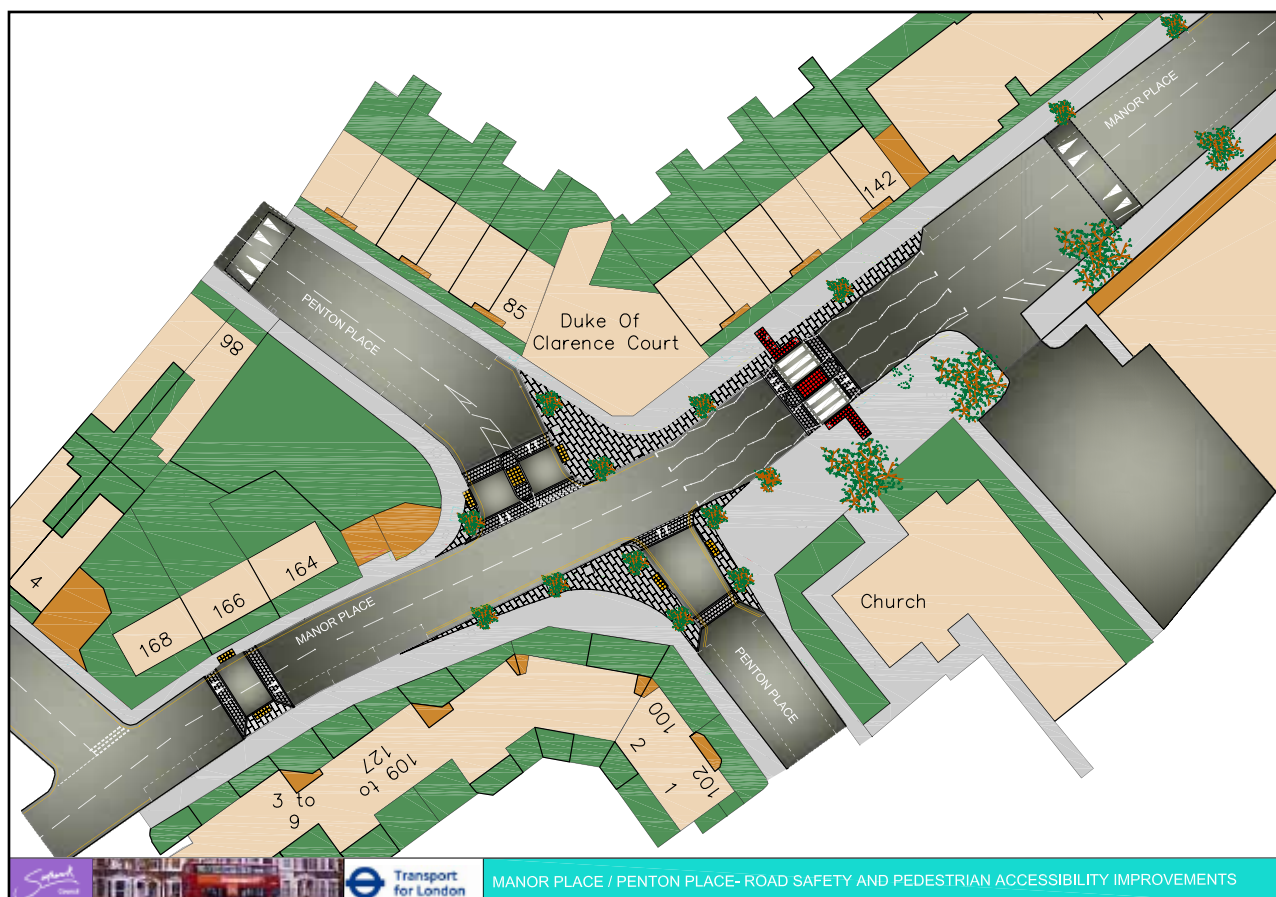 MANOR PLACE
142
PENTON PLACE
85
Duke Of
Clarence Court
98
4
164
166
168
MANOR PLACE
Church
PENTON PLACE
100
2
102
1
109 to
127
3 to
9
Southwark
Council
Transport
for London
MANOR PLACE / PENTON PLACE- ROAD SAFETY AND PEDESTRIAN ACCESSIBILITY IMPROVEMENTS